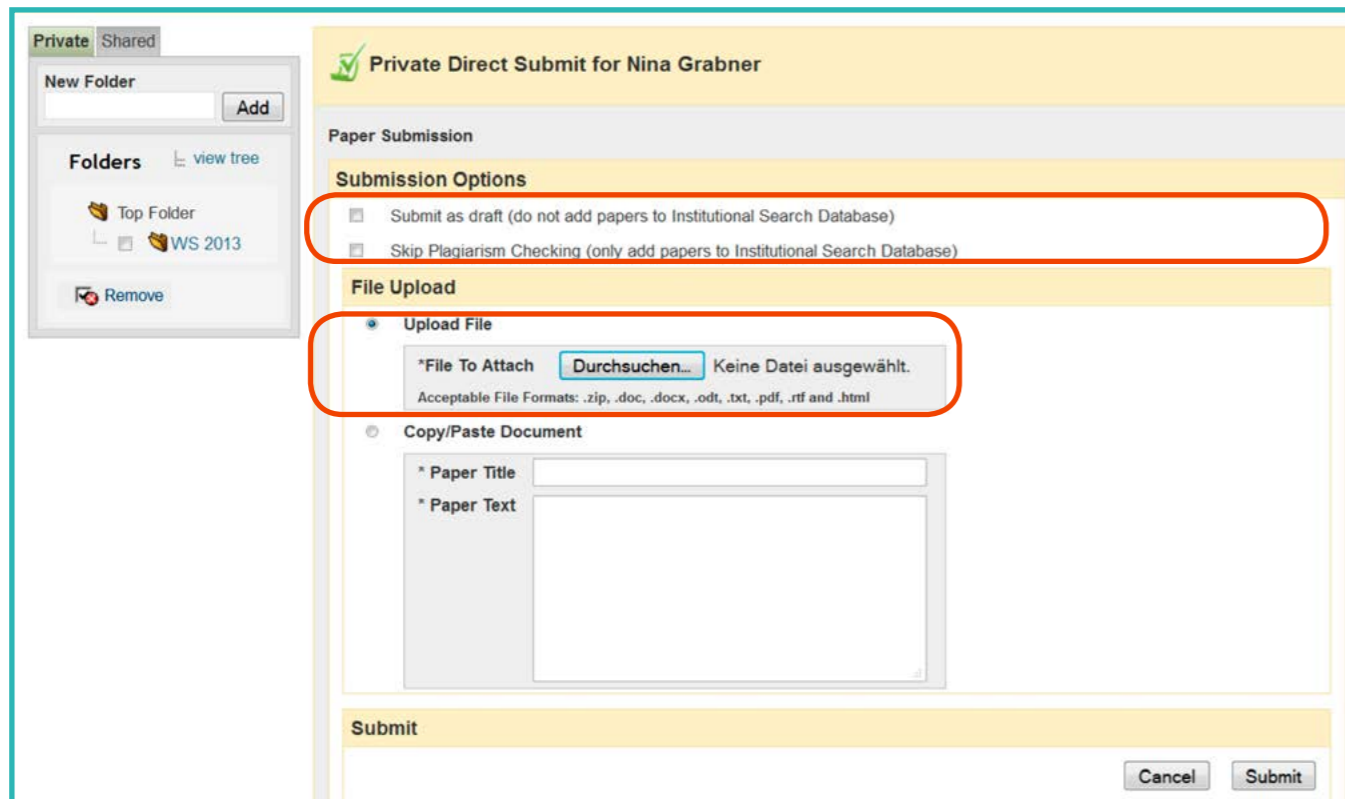 Private Shared
New Folder
Add
Folders view tree
Top Folder
WS 2013
Remove
Private Direct Submit for Nina Grabner
Paper Submission
Submission Options
Submit as draft (do not add papers to Institutional Search Database)
Skip Plagiarism Checking (only add papers to Institutional Search Database)
File Upload
Upload File
*File To Attach Durchsuchen... Keine Datei ausgewählt.
Acceptable File Formats: .zip, .doc, .docx, .odt, .txt, .pdf, .rtf and .html
Copy/Paste Document
* Paper Title
* Paper Text
Submit
Cancel Submit